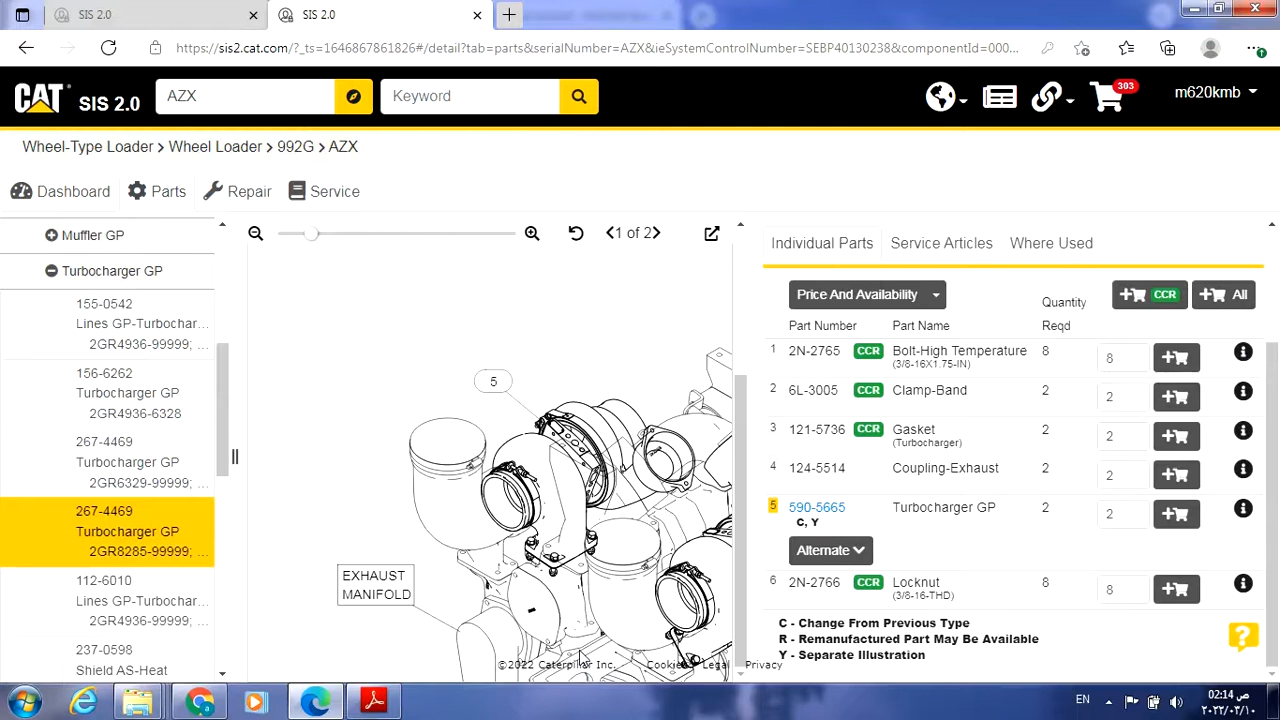 SIS 2.0
SIS 2.0
https://sis2.cat.com/?_ts=1646867861826#/detail?tab=parts&serialNumber=AZX&ieSystemControlNumber=SEBP40130238&componentId=000...
CAT SIS 2.0
AZX
Keyword
303
m620kmb
Wheel-Type Loader > Wheel Loader > 992G > AZX
Dashboard Parts Repair Service
Muffler GP
Turbocharger GP
155-0542
Lines GP-Turbochar...
2GR4936-99999; ...
156-6262
Turbocharger GP
2GR4936-6328
267-4469
Turbocharger GP
2GR6329-99999; ...
267-4469
Turbocharger GP
2GR8285-99999; ...
112-6010
Lines GP-Turbochar...
2GR4936-99999; ...
237-0598
Shield AS-Heat
1 of 2
5
EXHAUST
MANIFOLD
©2022 Caterpillar Inc. Cookies Legal Privacy
Individual Parts Service Articles Where Used
Price And Availability
CCR
All
Quantity
Reqd
Part Number Part Name
1 2N-2765 CCR Bolt-High Temperature 8 8
(3/8-16X1.75-IN)
2 6L-3005 CCR Clamp-Band 2 2
3 121-5736 CCR Gasket 2 2
(Turbocharger)
4 124-5514 Coupling-Exhaust 2 2
5 590-5665 Turbocharger GP 2 2
C, Y
Alternate
6 2N-2766 CCR Locknut 8 8
(3/8-16-THD)
C - Change From Previous Type
R - Remanufactured Part May Be Available
Y - Separate Illustration
EN
02:14 ص
٢٠٢٢/٠٣/١٠